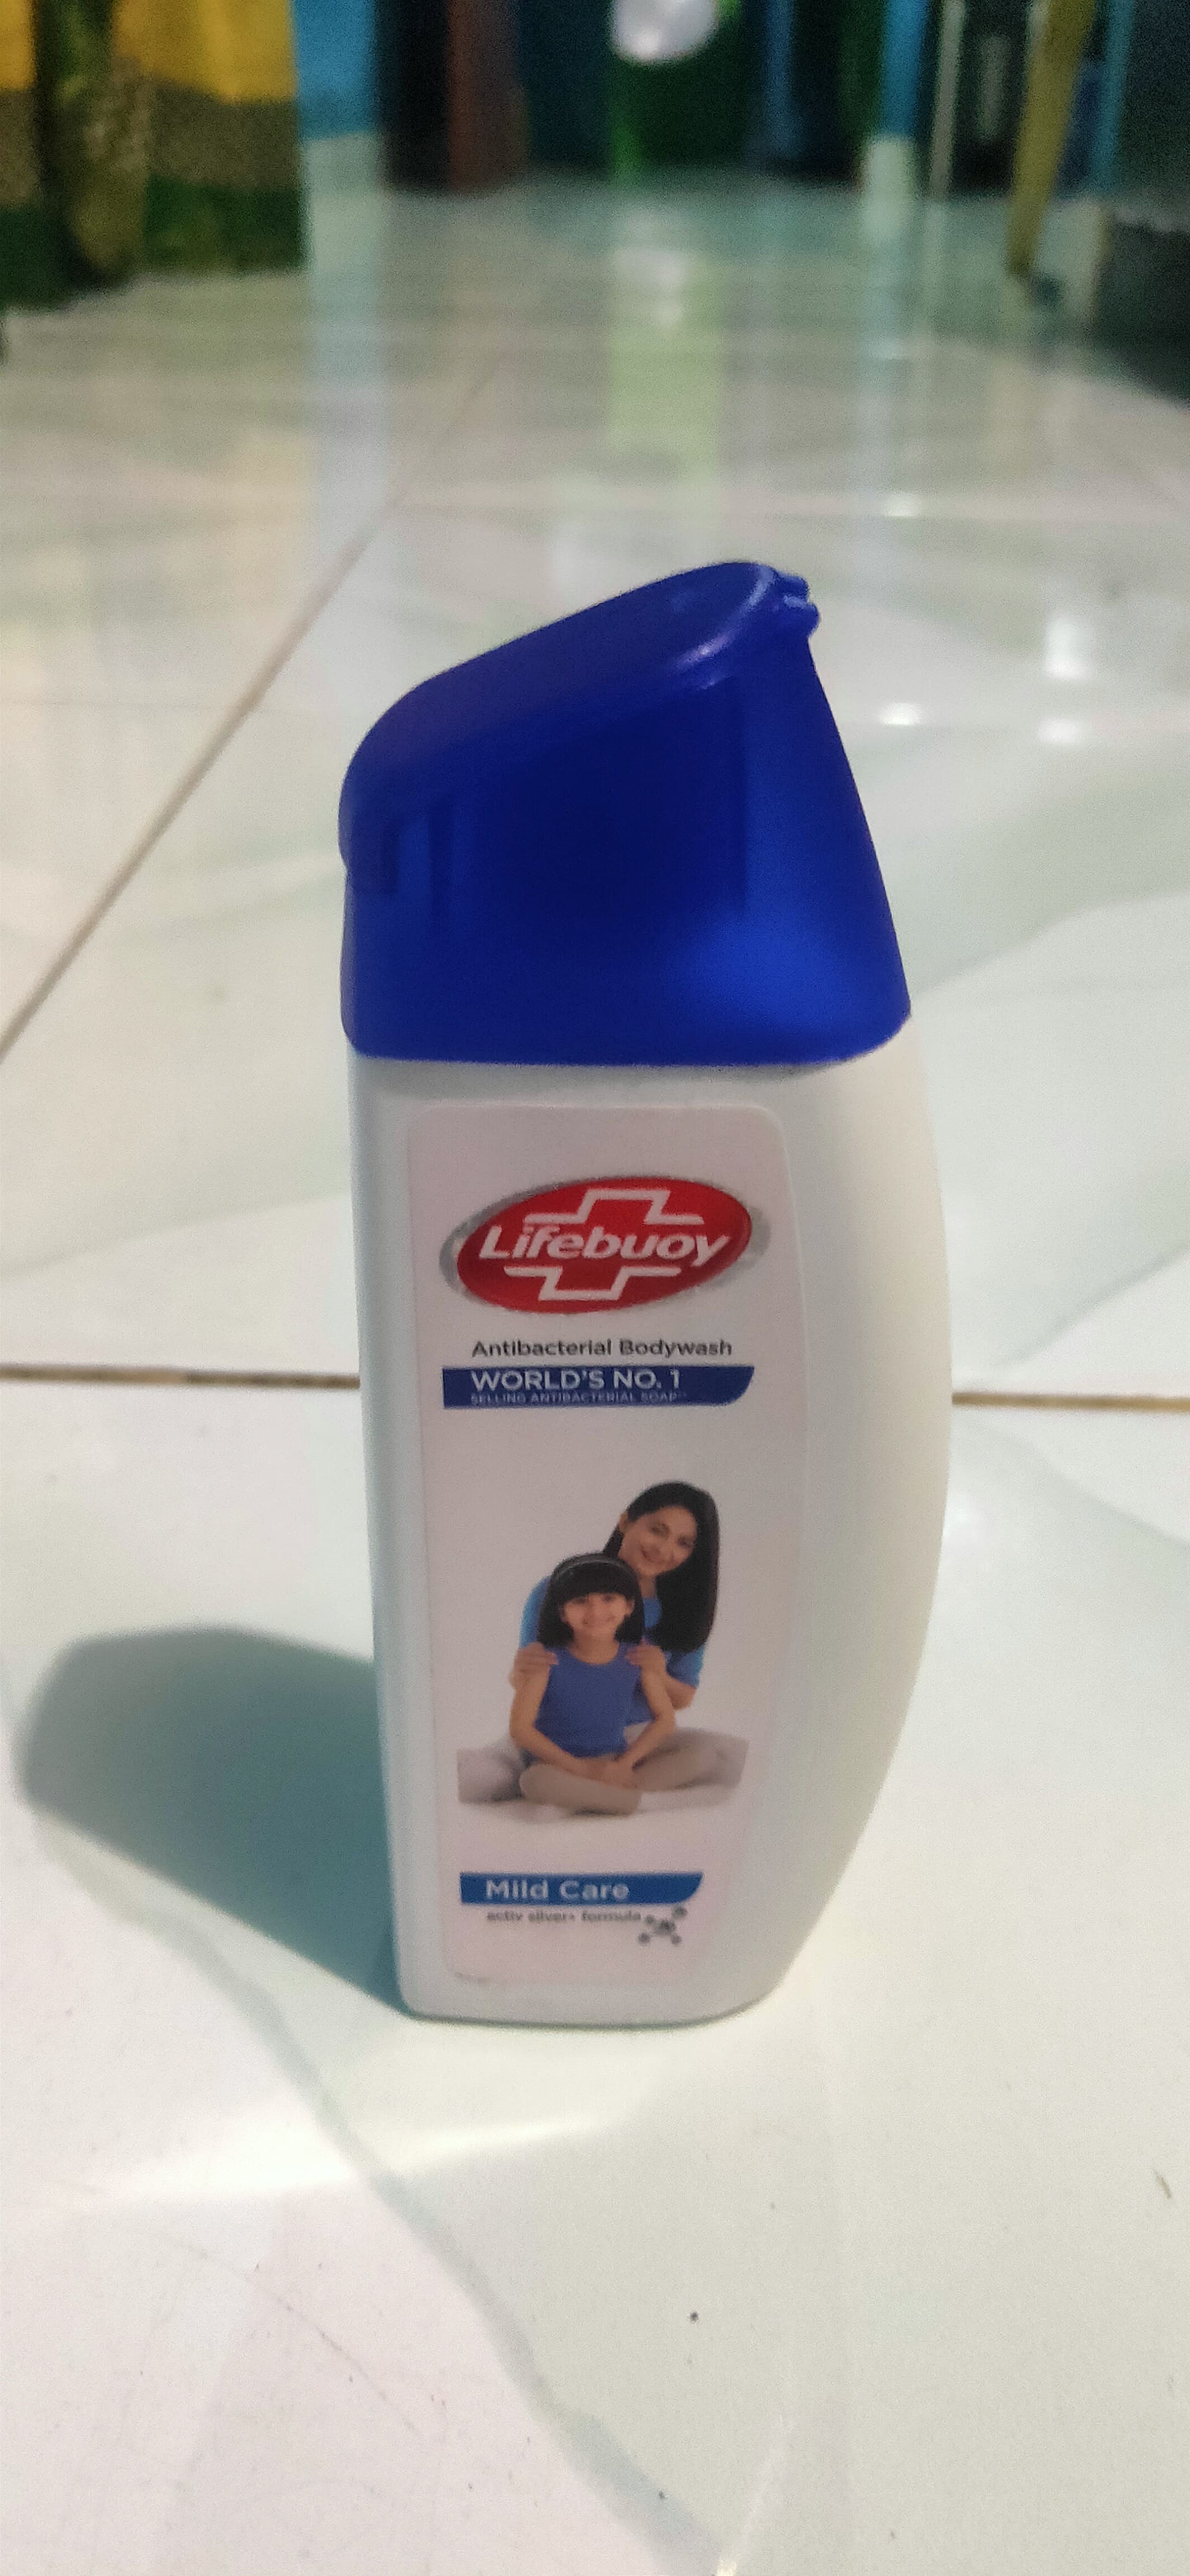 Lifebuoy
Antibacterial Bodywash
WORLD'S NO. 1
SELLING ANTIBACTERIAL SOAP
Mild Care
activ silver+ formula